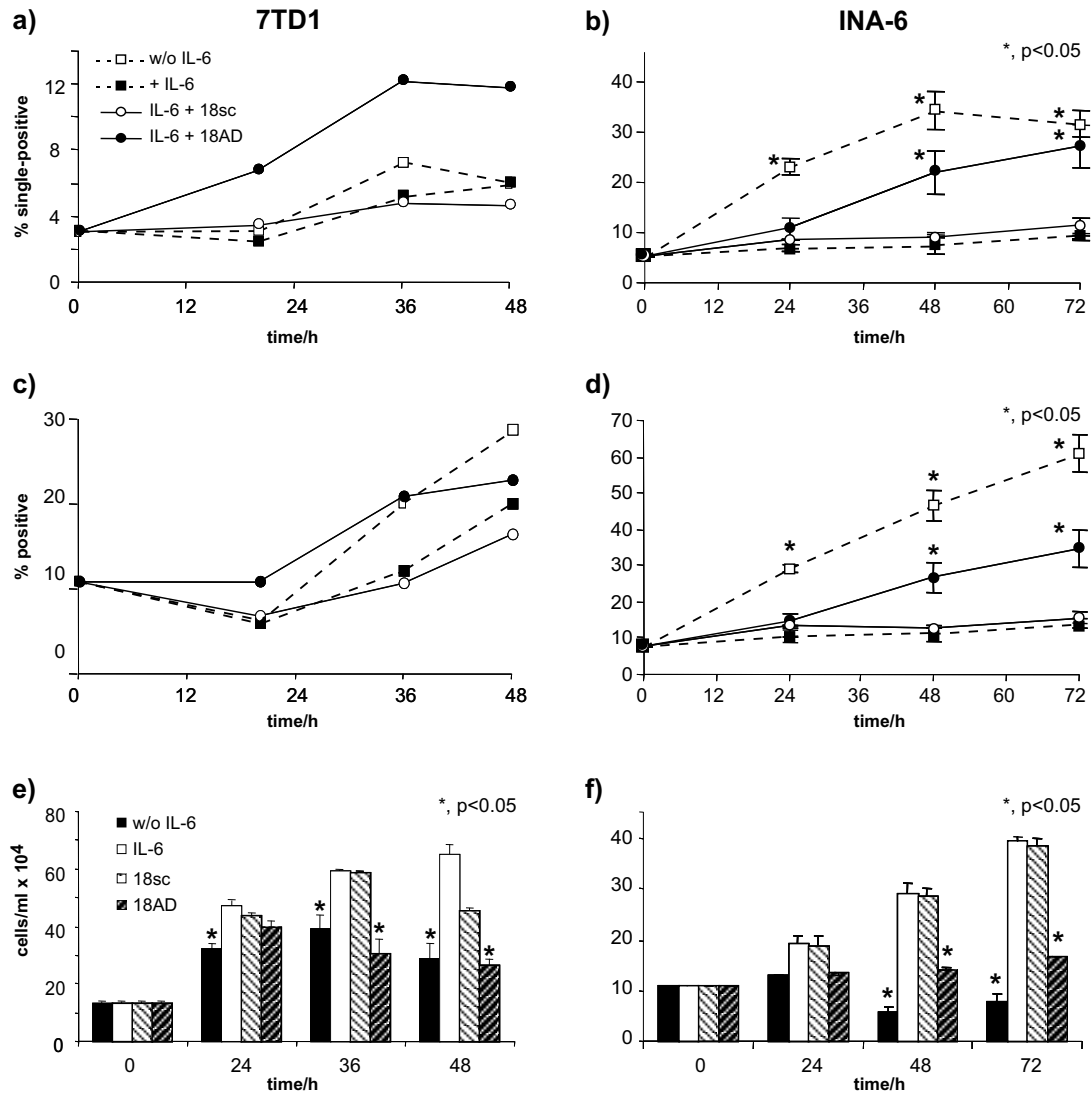 7TD1
INA-6
a)
w/o IL-6
+ IL-6
IL-6 + 18sc
IL-6 + 18AD
% single-positive
12
8
4
0
0 12 24 36 48
time/h
b)
*, p<0.05
40
30
20
10
0
0 12 24 36 48 60 72
* * * * *
time/h
c)
% positive
30
20
10
0
0 12 24 36 48
time/h
d)
*, p<0.05
70
60
50
40
30
20
10
0
0 12 24 36 48 60 72
* * * * *
time/h
e)
*, p<0.05
w/o IL-6
IL-6
18sc
18AD
cells/ml x 10⁴
80
60
40
20
0
* * * *
0 24 36 48
time/h
f)
*, p<0.05
40
30
20
10
0
* * * *
0 24 48 72
time/h